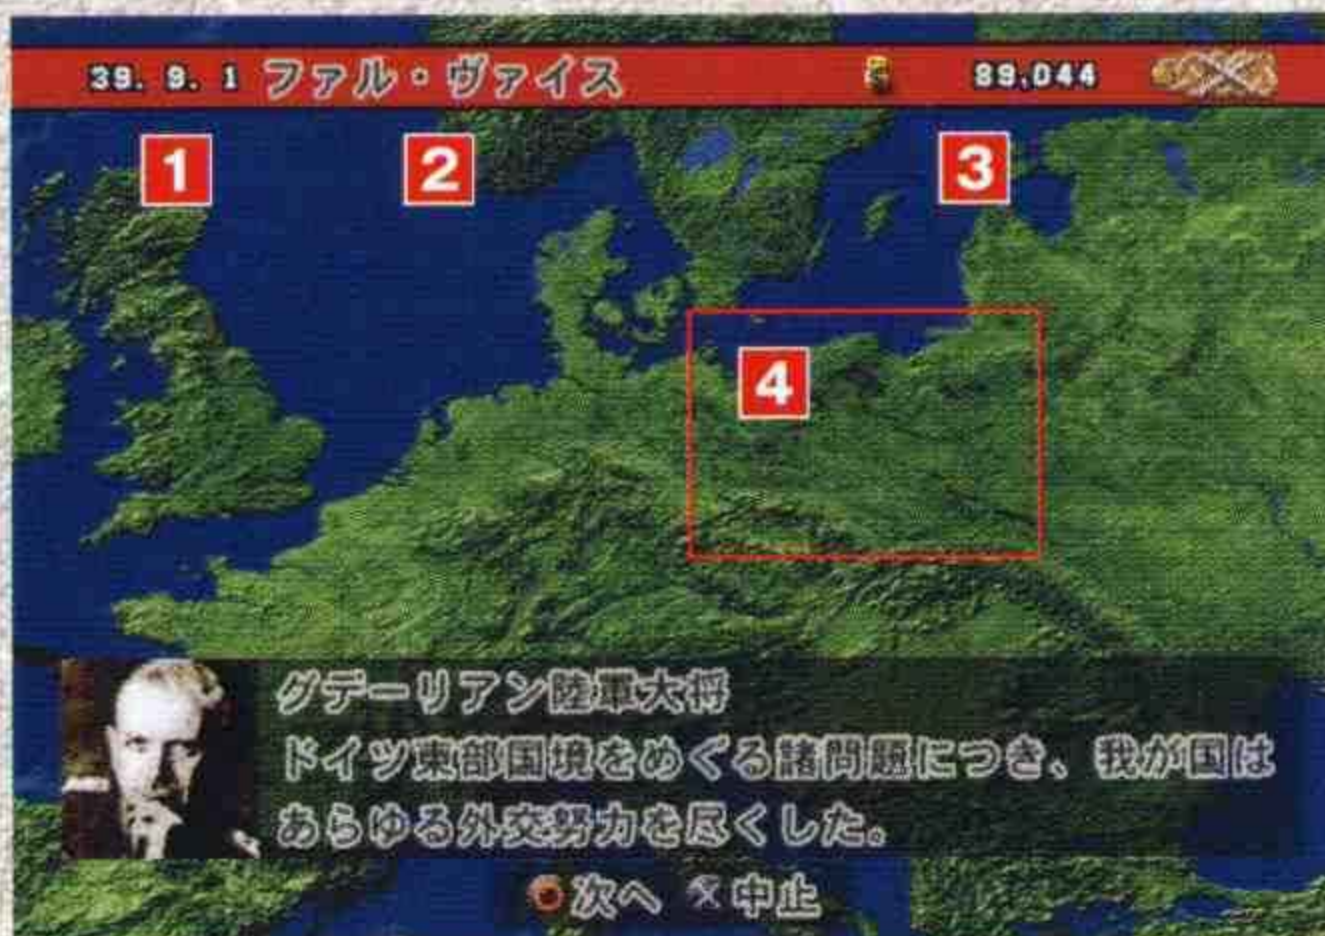 39. 9. 1 ファル・ヴァイス 89,044
1 2 3
4
グデーリアン陸軍大将
ドイツ東部国境をめぐる諸問題につき、我が国は
あらゆる外交努力を尽くした。
次へ 中止